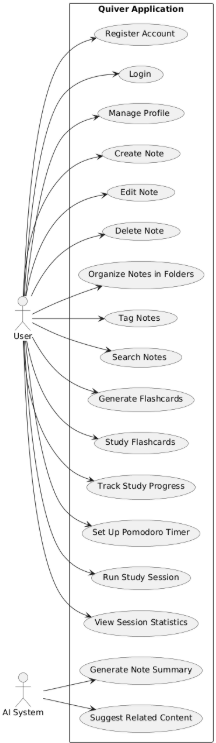 Quiver Application
Register Account
Login
Manage Profile
Create Note
Edit Note
Delete Note
Organize Notes in Folders
Tag Notes
Search Notes
User
Generate Flashcards
Study Flashcards
Track Study Progress
Set Up Pomodoro Timer
Run Study Session
View Session Statistics
Generate Note Summary
AI System
Suggest Related Content